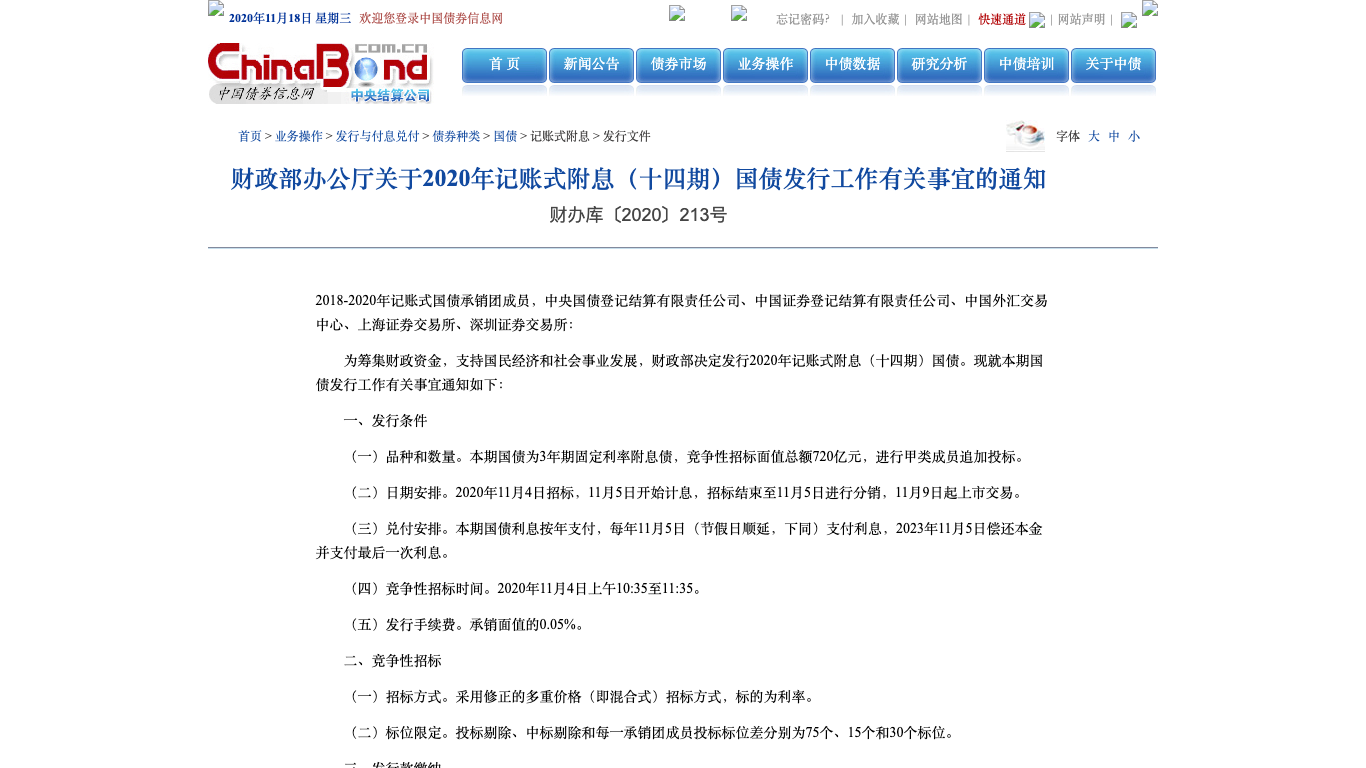 2020年11月18日 星期三 欢迎您登录中国债券信息网
忘记密码? | 加入收藏 | 网站地图 | 快速通道 | 网站声明 |
ChinaBond
com.cn
中国债券信息网 中央结算公司
首 页 新闻公告 债券市场 业务操作 中债数据 研究分析 中债培训 关于中债
首页 > 业务操作 > 发行与付息兑付 > 债券种类 > 国债 > 记账式附息 > 发行文件
字体 大 中 小
财政部办公厅关于2020年记账式附息（十四期）国债发行工作有关事宜的通知
财办库〔2020〕213号
2018-2020年记账式国债承销团成员，中央国债登记结算有限责任公司、中国证券登记结算有限责任公司、中国外汇交易
中心、上海证券交易所、深圳证券交易所：
为筹集财政资金，支持国民经济和社会事业发展，财政部决定发行2020年记账式附息（十四期）国债。现就本期国
债发行工作有关事宜通知如下：
一、发行条件
（一）品种和数量。本期国债为3年期固定利率附息债，竞争性招标面值总额720亿元，进行甲类成员追加投标。
（二）日期安排。2020年11月4日招标，11月5日开始计息，招标结束至11月5日进行分销，11月9日起上市交易。
（三）兑付安排。本期国债利息按年支付，每年11月5日（节假日顺延，下同）支付利息，2023年11月5日偿还本金
并支付最后一次利息。
（四）竞争性招标时间。2020年11月4日上午10:35至11:35。
（五）发行手续费。承销面值的0.05%。
二、竞争性招标
（一）招标方式。采用修正的多重价格（即混合式）招标方式，标的为利率。
（二）标位限定。投标剔除、中标剔除和每一承销团成员投标标位差分别为75个、15个和30个标位。
三、发行款缴纳